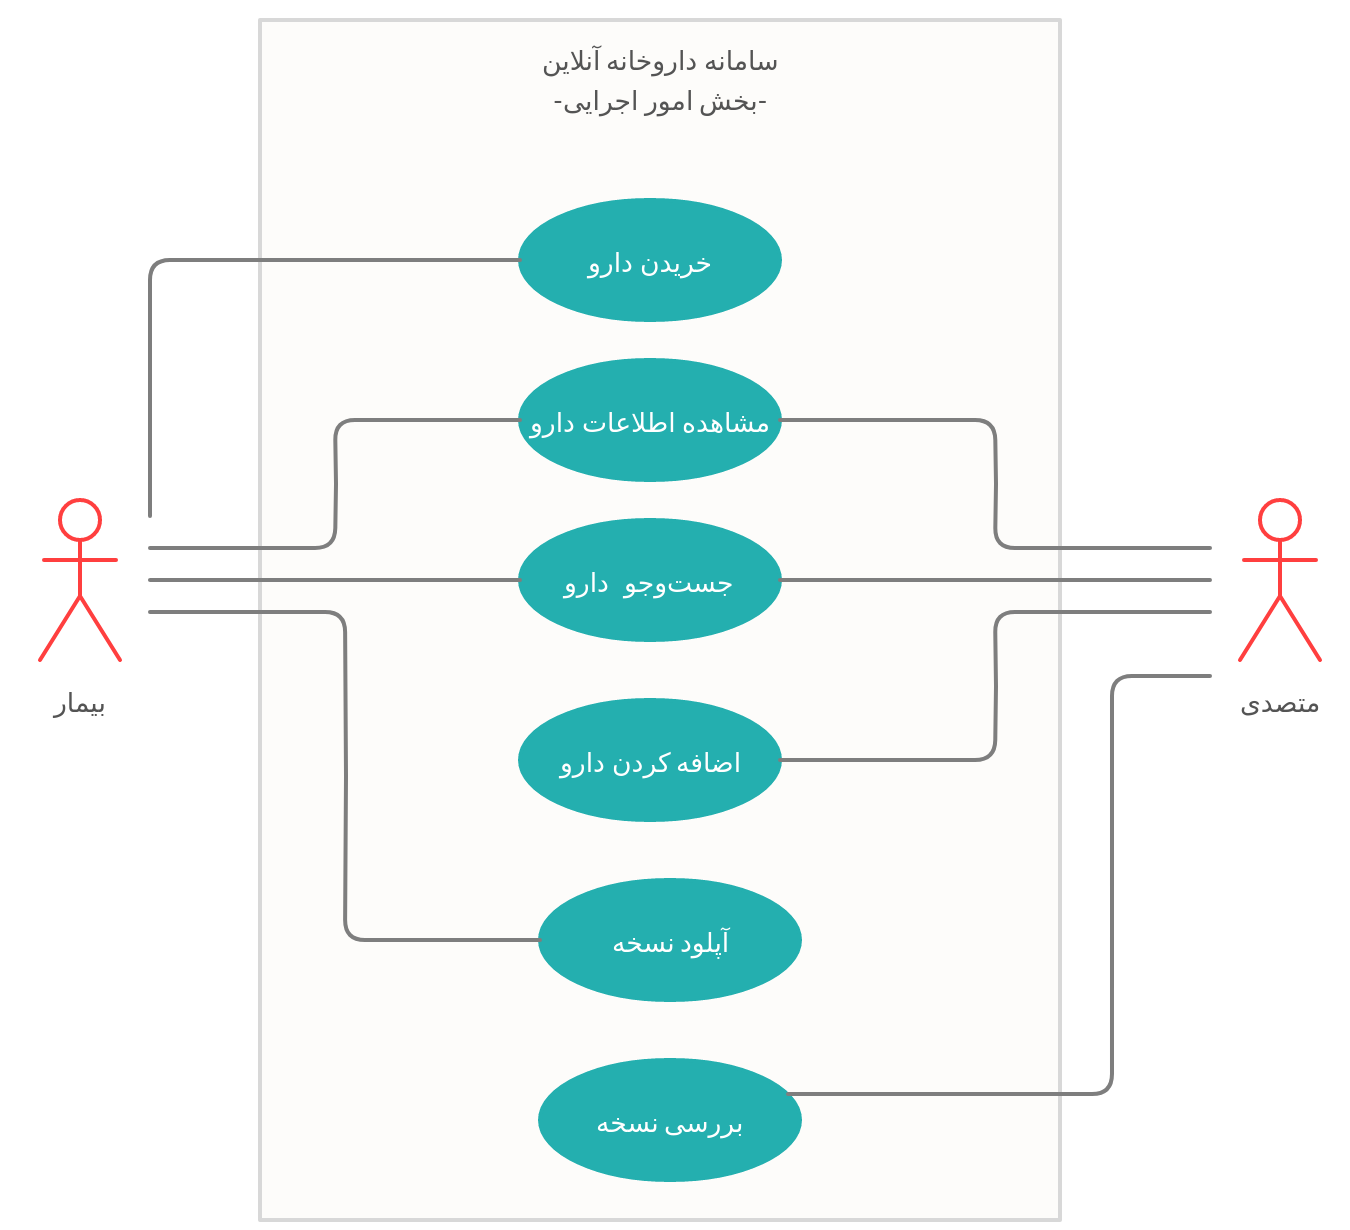 سامانه داروخانه آنلاین
-بخش امور اجرایی-
خریدن دارو
مشاهده اطلاعات دارو
جست‌وجو  دارو
اضافه کردن دارو
آپلود نسخه
بررسی نسخه
بیمار
متصدی